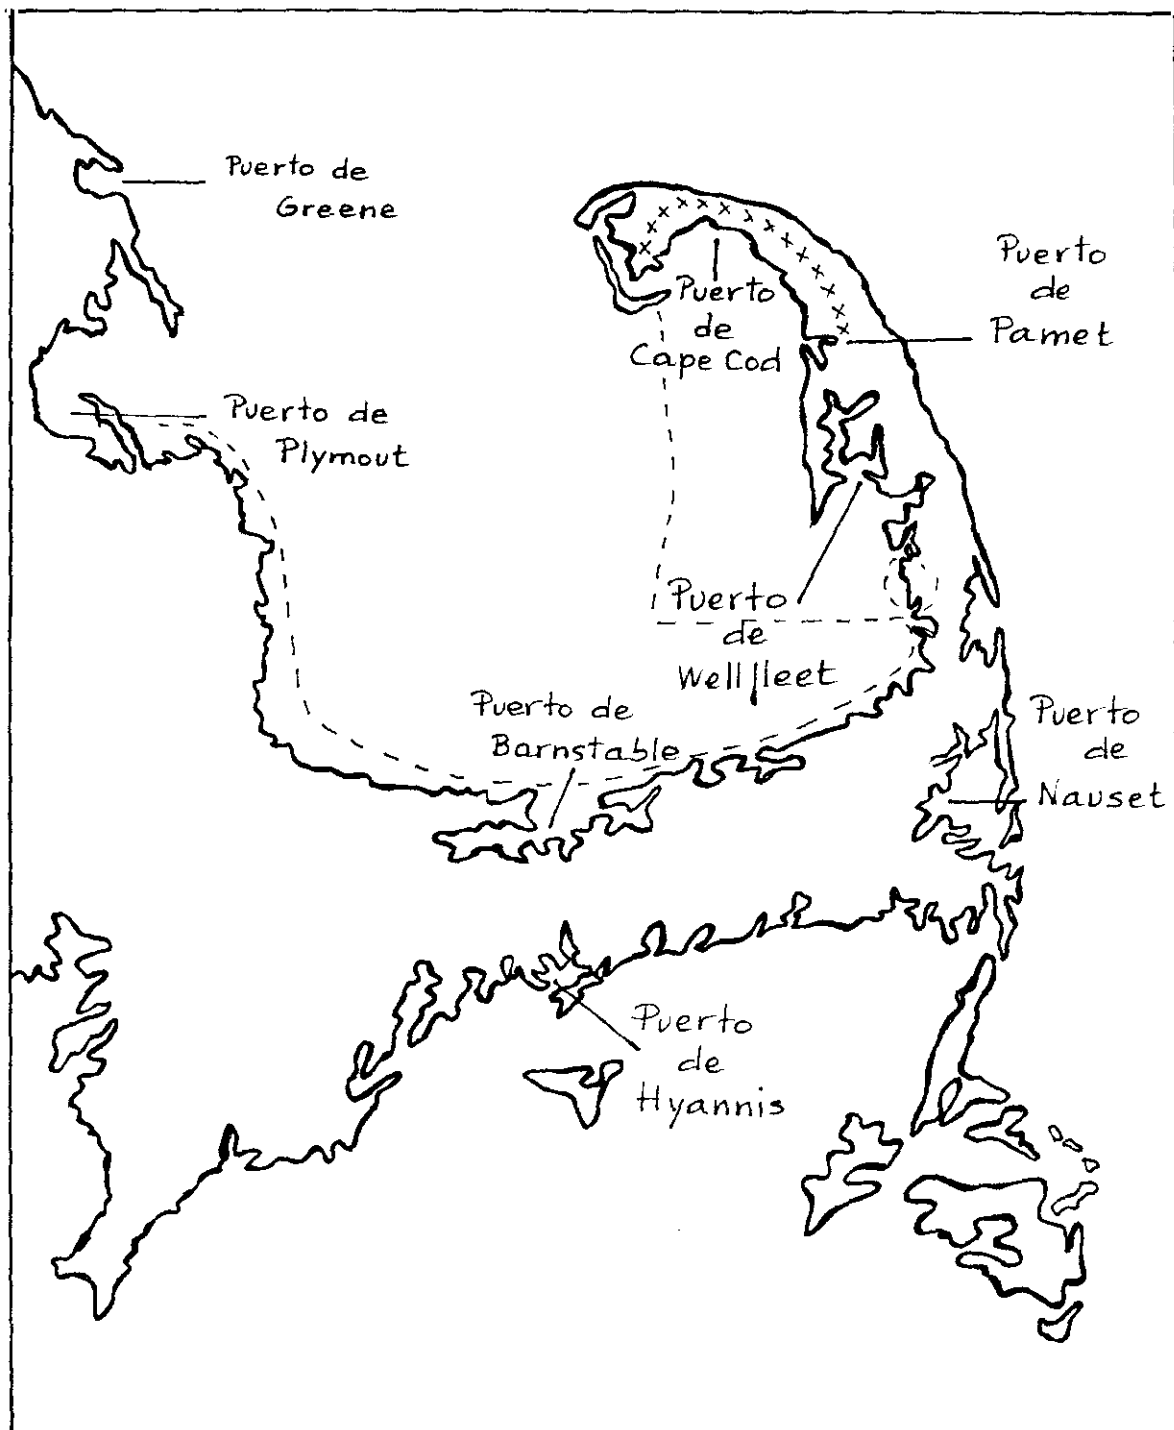 Puerto de
Greene
Puerto
de
Pamet
Puerto
de
Cape Cod
Puerto de
Plymout
Puerto
de
Wellfleet
Puerto de
Barnstable
Puerto
de
Nauset
Puerto
de
Hyannis